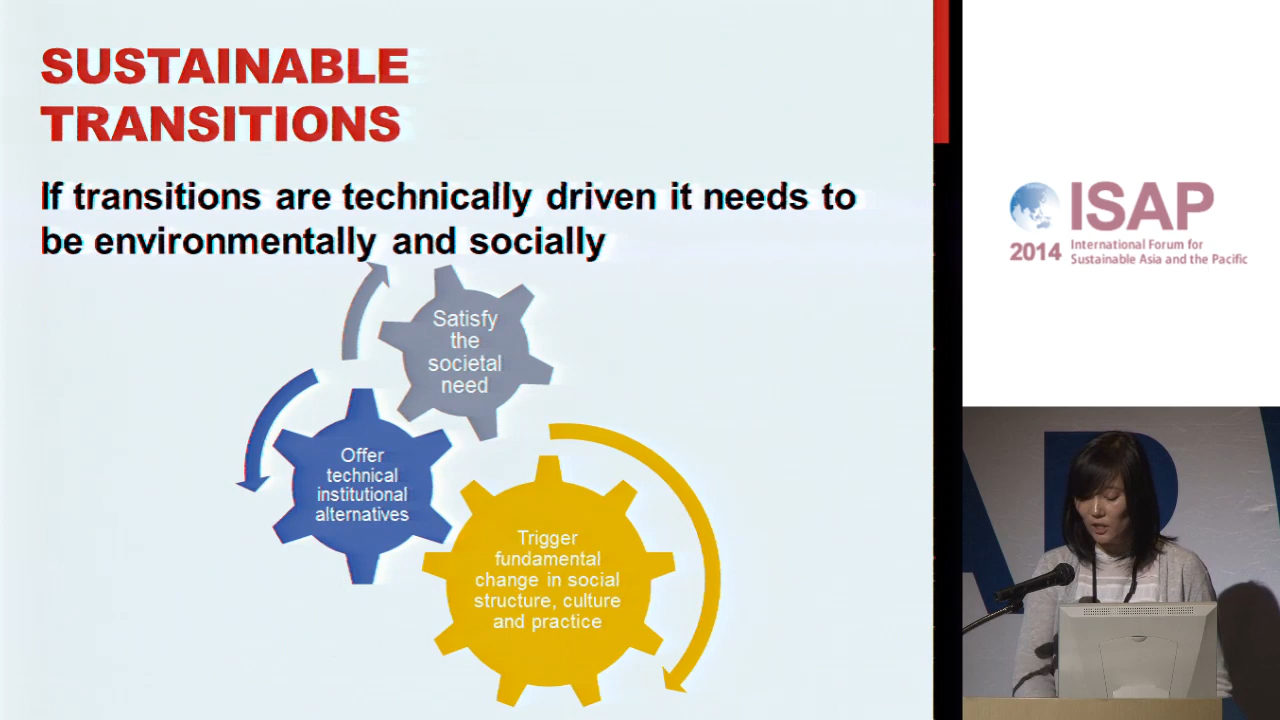 SUSTAINABLE
TRANSITIONS
If transitions are technically driven it needs to
be environmentally and socially
Satisfy
the
societal
need
Offer
technical
institutional
alternatives
Trigger
fundamental
change in social
structure, culture
and practice
ISAP
2014
International Forum for
Sustainable Asia and the Pacific